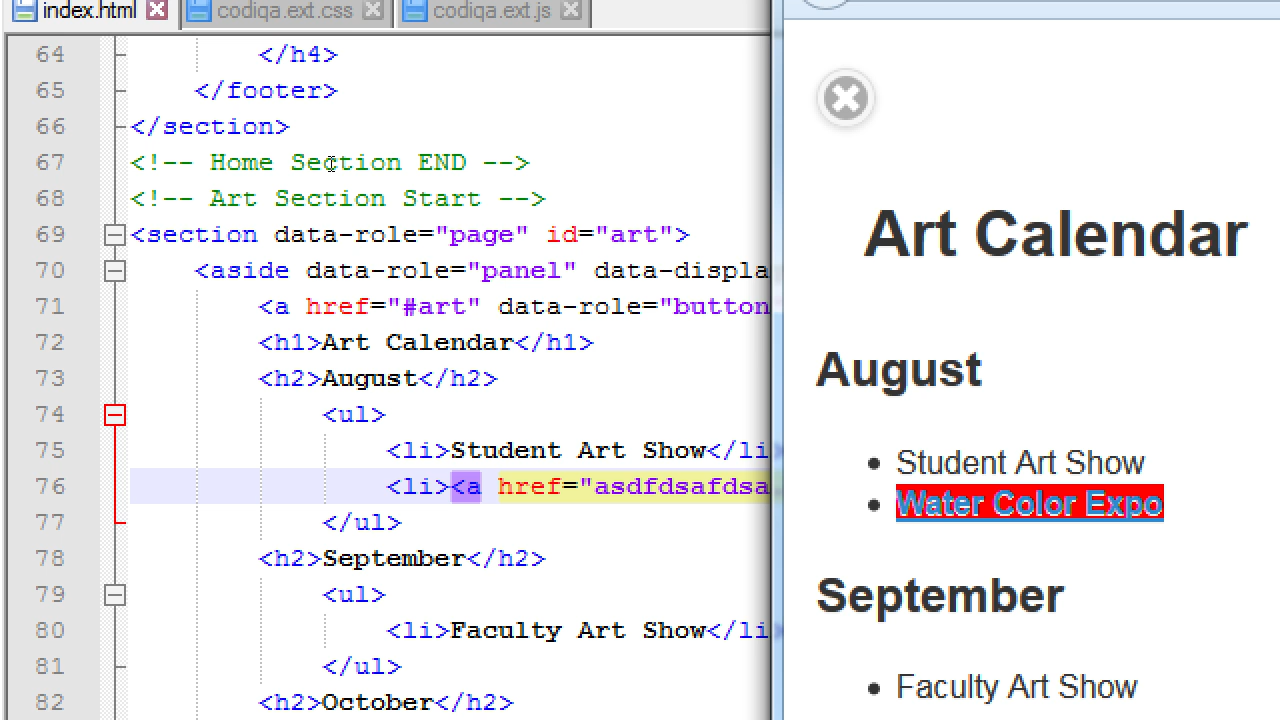 index.html codiqa.ext.css codiqa.ext.js
64 </h4>
65 </footer>
66 </section>
67 <!-- Home Section END -->
68 <!-- Art Section Start -->
69 <section data-role="page" id="art">
70 <aside data-role="panel" data-displa
71 <a href="#art" data-role="button
72 <h1>Art Calendar</h1>
73 <h2>August</h2>
74 <ul>
75 <li>Student Art Show</li
76 <li><a href="asdfdsafdsa
77 </ul>
78 <h2>September</h2>
79 <ul>
80 <li>Faculty Art Show</li
81 </ul>
82 <h2>October</h2>
Art Calendar
August
Student Art Show
Water Color Expo
September
Faculty Art Show